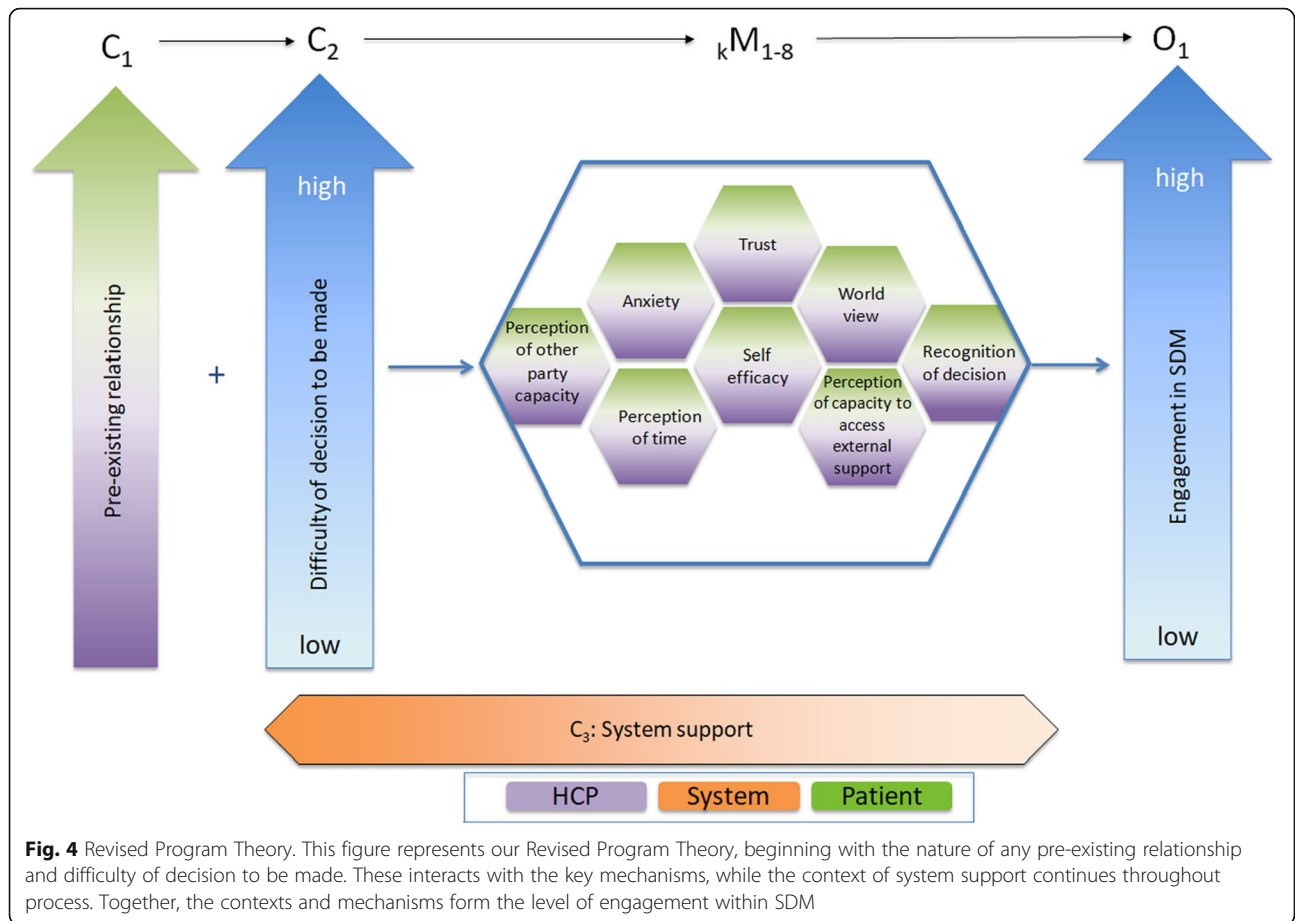 C₁ C₂ ₖM₁₋₈ O₁
Pre-existing relationship
+
high
Difficulty of decision to be made
low
Trust
Anxiety
World
view
Perception
of other
party
capacity
Self
efficacy
Recognition
of decision
Perception
of time
Perception
of capacity to
access
external
support
high
Engagement in SDM
low
C₃: System support
HCP System Patient
Fig. 4 Revised Program Theory. This figure represents our Revised Program Theory, beginning with the nature of any pre-existing relationship
and difficulty of decision to be made. These interacts with the key mechanisms, while the context of system support continues throughout
process. Together, the contexts and mechanisms form the level of engagement within SDM